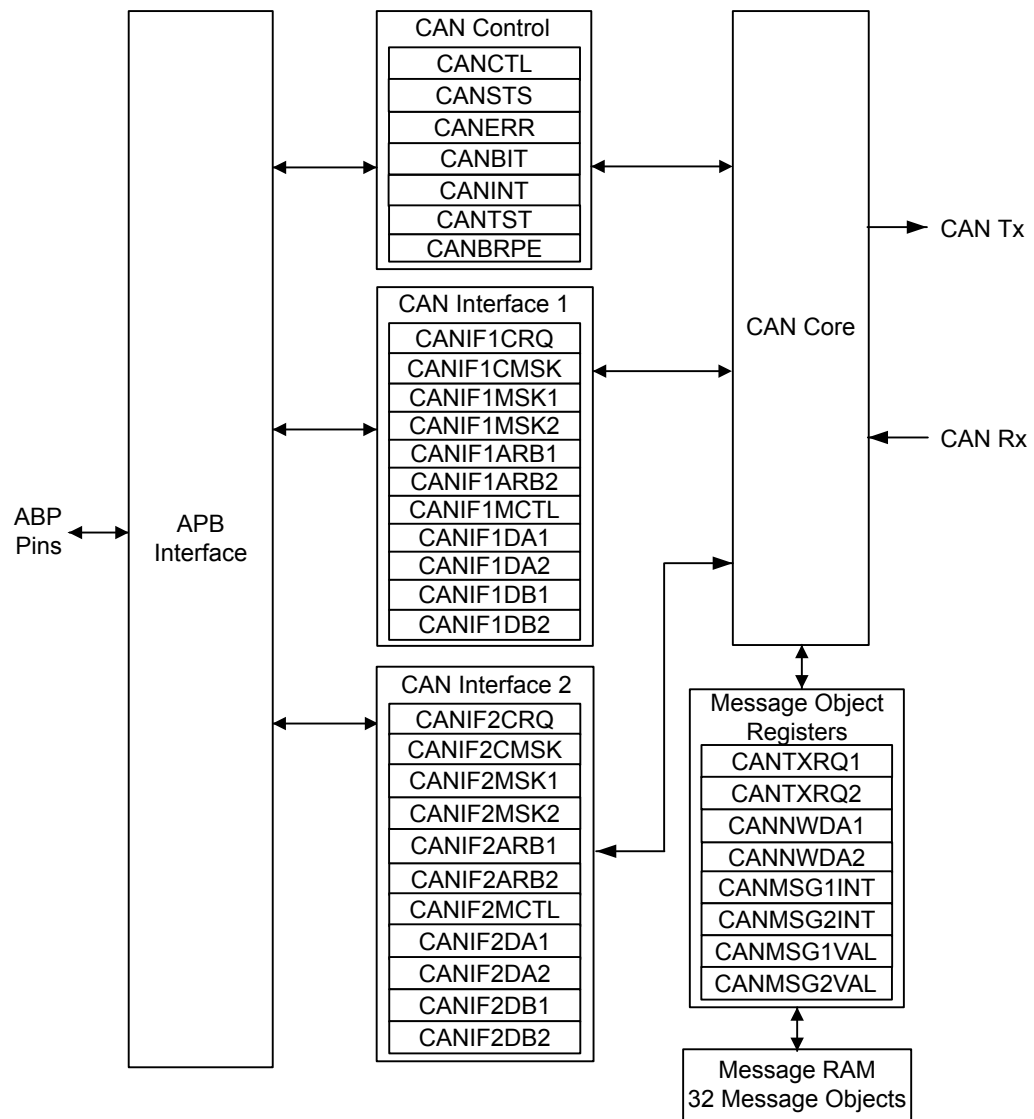 ABP
Pins
APB
Interface
CAN Control
CANCTL
CANSTS
CANERR
CANBIT
CANINT
CANTST
CANBRPE
CAN Interface 1
CANIF1CRQ
CANIF1CMSK
CANIF1MSK1
CANIF1MSK2
CANIF1ARB1
CANIF1ARB2
CANIF1MCTL
CANIF1DA1
CANIF1DA2
CANIF1DB1
CANIF1DB2
CAN Interface 2
CANIF2CRQ
CANIF2CMSK
CANIF2MSK1
CANIF2MSK2
CANIF2ARB1
CANIF2ARB2
CANIF2MCTL
CANIF2DA1
CANIF2DA2
CANIF2DB1
CANIF2DB2
CAN Core
CAN Tx
CAN Rx
Message Object
Registers
CANTXRQ1
CANTXRQ2
CANNWDA1
CANNWDA2
CANMSG1INT
CANMSG2INT
CANMSG1VAL
CANMSG2VAL
Message RAM
32 Message Objects